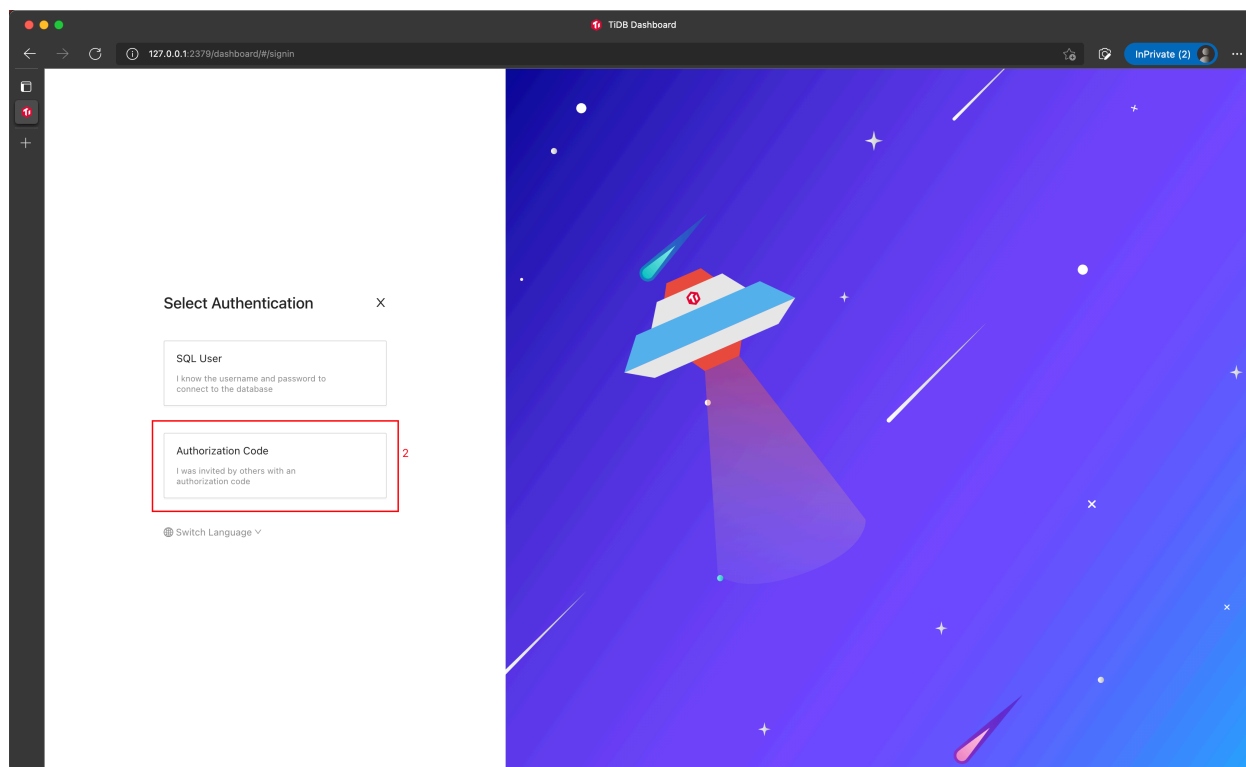 TiDB Dashboard
127.0.0.1:2379/dashboard/#/signin
InPrivate (2)
Select Authentication
X
SQL User
I know the username and password to
connect to the database
Authorization Code
2
I was invited by others with an
authorization code
Switch Language